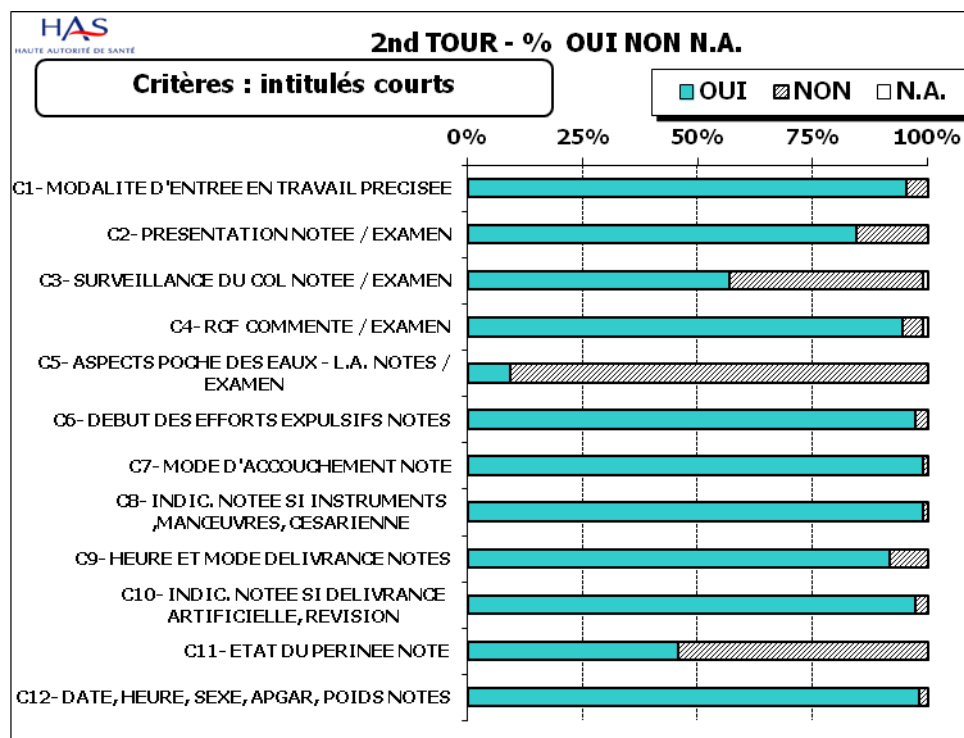 HAS
HAUTE AUTORITÉ DE SANTÉ
2nd TOUR - % OUI NON N.A.
Critères : intitulés courts
OUI NON N.A.
0% 25% 50% 75% 100%
C1- MODALITE D'ENTREE EN TRAVAIL PRECISEE
C2- PRESENTATION NOTEE / EXAMEN
C3- SURVEILLANCE DU COL NOTEE / EXAMEN
C4- RCF COMMENTE / EXAMEN
C5- ASPECTS POCHE DES EAUX - L.A. NOTES /
EXAMEN
C6- DEBUT DES EFFORTS EXPULSIFS NOTES
C7- MODE D'ACCOUCHEMENT NOTE
C8- INDIC. NOTEE SI INSTRUMENTS
,MANŒUVRES, CESARIENNE
C9- HEURE ET MODE DELIVRANCE NOTES
C10- INDIC. NOTEE SI DELIVRANCE
ARTIFICIELLE, REVISION
C11- ETAT DU PERINEE NOTE
C12- DATE, HEURE, SEXE, APGAR, POIDS NOTES